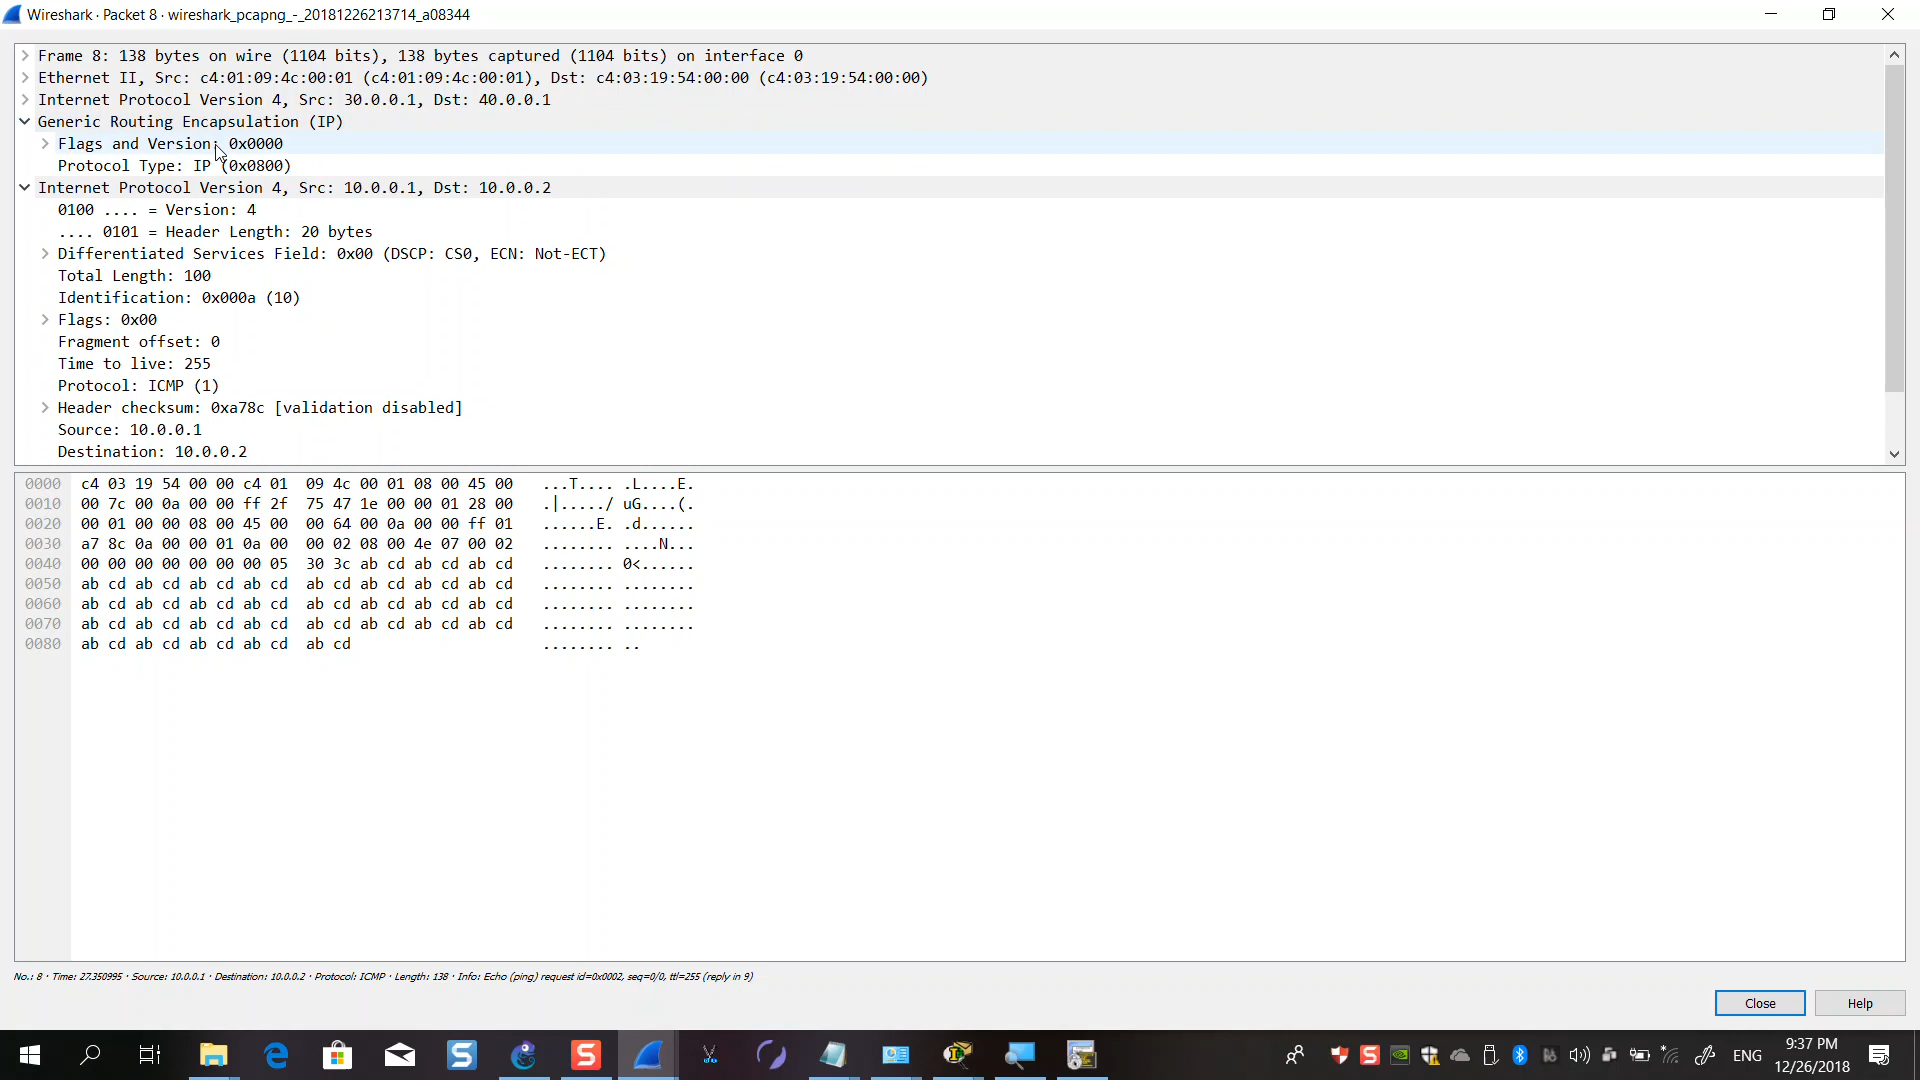 Wireshark · Packet 8 · wireshark_pcapng_-_20181226213714_a08344
Frame 8: 138 bytes on wire (1104 bits), 138 bytes captured (1104 bits) on interface 0
Ethernet II, Src: c4:01:09:4c:00:01 (c4:01:09:4c:00:01), Dst: c4:03:19:54:00:00 (c4:03:19:54:00:00)
Internet Protocol Version 4, Src: 30.0.0.1, Dst: 40.0.0.1
Generic Routing Encapsulation (IP)
Flags and Version: 0x0000
Protocol Type: IP (0x0800)
Internet Protocol Version 4, Src: 10.0.0.1, Dst: 10.0.0.2
0100 .... = Version: 4
.... 0101 = Header Length: 20 bytes
Differentiated Services Field: 0x00 (DSCP: CS0, ECN: Not-ECT)
Total Length: 100
Identification: 0x000a (10)
Flags: 0x00
Fragment offset: 0
Time to live: 255
Protocol: ICMP (1)
Header checksum: 0xa78c [validation disabled]
Source: 10.0.0.1
Destination: 10.0.0.2
0000 c4 03 19 54 00 00 c4 01 09 4c 00 01 08 00 45 00 ...T.... .L....E.
0010 00 7c 00 0a 00 00 ff 2f 75 47 1e 00 00 01 28 00 .|...../ uG....(.
0020 00 01 00 00 08 00 45 00 00 64 00 0a 00 00 ff 01 ......E. .d......
0030 a7 8c 0a 00 00 01 0a 00 00 02 08 00 4e 07 00 02 ........ ....N...
0040 00 00 00 00 00 00 00 05 30 3c ab cd ab cd ab cd ........ 0<......
0050 ab cd ab cd ab cd ab cd ab cd ab cd ab cd ab cd ........ ........
0060 ab cd ab cd ab cd ab cd ab cd ab cd ab cd ab cd ........ ........
0070 ab cd ab cd ab cd ab cd ab cd ab cd ab cd ab cd ........ ........
0080 ab cd ab cd ab cd ab cd ab cd ........ ..
No.: 8 · Time: 27.350995 · Source: 10.0.0.1 · Destination: 10.0.0.2 · Protocol: ICMP · Length: 138 · Info: Echo (ping) request id=0x0002, seq=0/0, ttl=255 (reply in 9)
Close
Help
ENG
9:37 PM
12/26/2018